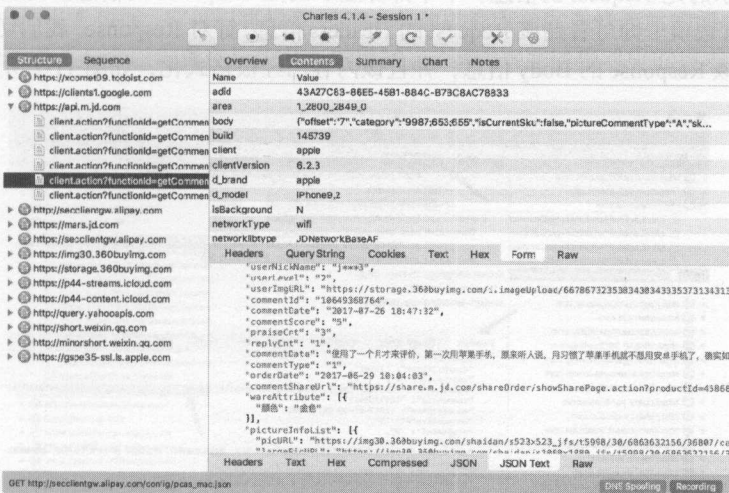 Charles 4.1.4 - Session 1 *
Structure
Sequence
Overview
Contents
Summary
Chart
Notes
https://xcomet09.todoist.com
https://clients1.google.com
https://api.m.jd.com
client.action?functionId=getCommen
client.action?functionId=getCommen
client.action?functionId=getCommen
client.action?functionId=getCommen
client.action?functionId=getCommen
client.action?functionId=getCommen
http://secclientgw.alipay.com
https://mars.jd.com
https://secclientgw.alipay.com
https://img30.360buyimg.com
https://storage.360buyimg.com
https://p44-streams.icloud.com
https://p44-content.icloud.com
http://query.yahooapis.com
http://short.weixin.qq.com
http://minorshort.weixin.qq.com
https://gspe35-ssl.ls.apple.com
Name Value
adid 43A27C63-86E5-45B1-884C-B73C8AC78833
area 1_2800_2849_0
body {"offset":"7","category":"9987;653;655","isCurrentSku":false,"pictureCommentType":"A","sk...
build 145739
client apple
clientVersion 6.2.3
d_brand apple
d_model iPhone9,2
isBackground N
networkType wifi
networklibtype JDNetworkBaseAF
Headers Query String Cookies Text Hex Form Raw
"userNickName": "j***3",
"userLevel": "2",
"userImgURL": "https://storage.360buyimg.com/i.imageUpload/
"commentId": "10649368764",
"commentDate": "2017-07-26 18:47:32",
"commentScore": "5",
"praiseCnt": "3",
"replyCnt": "1",
"commentData": "使用了一个月才来评价，第一次用苹果手机，原来听人说，用习惯了苹果手机就不想用安卓手机了，确实如
"commentType": "1",
"orderDate": "2017-06-29 10:04:03",
"commentShareUrl": "https://share.m.jd.com/shareOrder/showSharePage.action?productId=43868
"wareAttribute": [{
"颜色": "金色"
}],
"pictureInfoList": [{
"picURL": "https://img30.360buyimg.com/shaidan/s523x523_jfs/t5998/30/6863632156/36807/ca
Headers Text Hex Compressed JSON JSON Text Raw
GET http://secclientgw.alipay.com/config/pcas_mac.json
DNS Spoofing
Recording